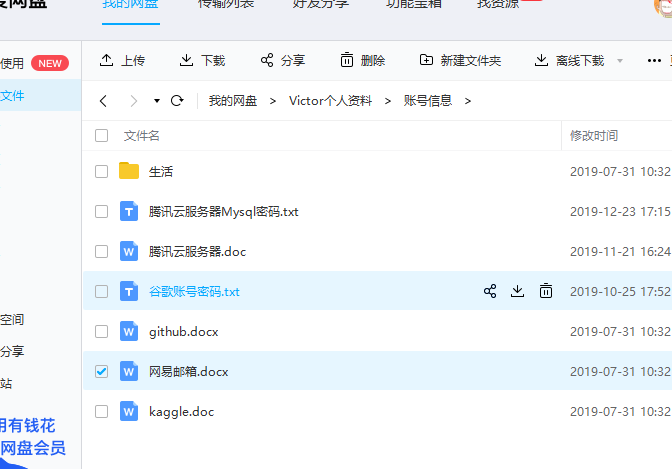 我的网盘 传输列表 好友分享 功能宝箱 找资源
使用 NEW
上传 下载 分享 删除 新建文件夹 离线下载
文件
我的网盘 > Victor个人资料 > 账号信息 >
文件名 修改时间
生活 2019-07-31 10:32
腾讯云服务器Mysql密码.txt 2019-12-23 17:15
腾讯云服务器.doc 2019-11-21 16:24
谷歌账号密码.txt 2019-10-25 17:52
空间
github.docx 2019-07-31 10:32
分享
网易邮箱.docx 2019-07-31 10:32
站
kaggle.doc 2019-07-31 10:32
用有钱花
网盘会员